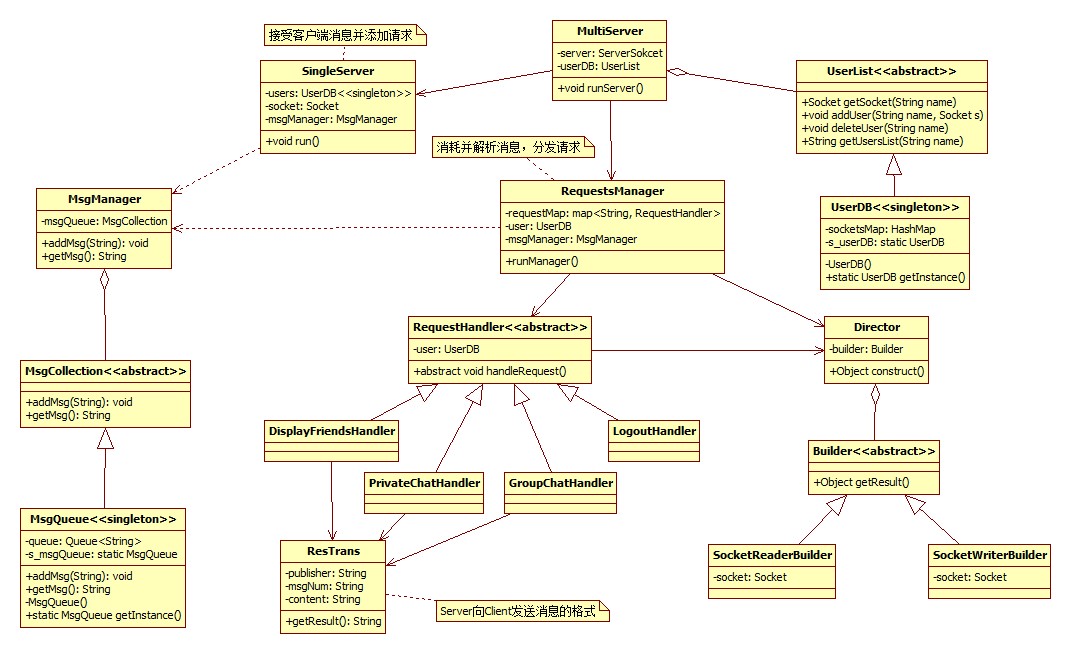 接受客户端消息并添加请求
MultiServer
-server: ServerSokcet
-userDB: UserList
+void runServer()
SingleServer
-users: UserDB<<singleton>>
-socket: Socket
-msgManager: MsgManager
+void run()
UserList<<abstract>>
+Socket getSocket(String name)
+void addUser(String name, Socket s)
+void deleteUser(String name)
+String getUsersList(String name)
消耗并解析消息，分发请求
MsgManager
-msgQueue: MsgCollection
+addMsg(String): void
+getMsg(): String
RequestsManager
-requestMap: map<String, RequestHandler>
-user: UserDB
-msgManager: MsgManager
+runManager()
UserDB<<singleton>>
-socketsMap: HashMap
-s_userDB: static UserDB
-UserDB()
+static UserDB getInstance()
RequestHandler<<abstract>>
-user: UserDB
+abstract void handleRequest()
Director
-builder: Builder
+Object construct()
MsgCollection<<abstract>>
+addMsg(String): void
+getMsg(): String
DisplayFriendsHandler
LogoutHandler
PrivateChatHandler
GroupChatHandler
Builder<<abstract>>
+Object getResult()
MsgQueue<<singleton>>
-queue: Queue<String>
-s_msgQueue: static MsgQueue
+addMsg(String): void
+getMsg(): String
-MsgQueue()
+static MsgQueue getInstance()
ResTrans
-publisher: String
-msgNum: String
-content: String
+getResult(): String
Server向Client发送消息的格式
SocketReaderBuilder
-socket: Socket
SocketWriterBuilder
-socket: Socket